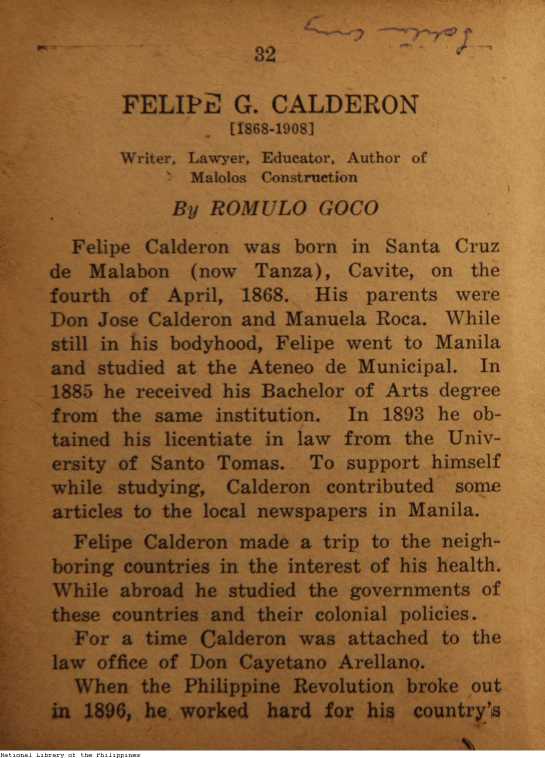 32
FELIPE G. CALDERON
[1868-1908]
Writer, Lawyer, Educator, Author of
Malolos Construction
By ROMULO GOCO
Felipe Calderon was born in Santa Cruz
de Malabon (now Tanza), Cavite, on the
fourth of April, 1868. His parents were
Don Jose Calderon and Manuela Roca. While
still in his bodyhood, Felipe went to Manila
and studied at the Ateneo de Municipal. In
1885 he received his Bachelor of Arts degree
from the same institution. In 1893 he ob-
tained his licentiate in law from the Univ-
ersity of Santo Tomas. To support himself
while studying, Calderon contributed some
articles to the local newspapers in Manila.
Felipe Calderon made a trip to the neigh-
boring countries in the interest of his health.
While abroad he studied the governments of
these countries and their colonial policies.
For a time Calderon was attached to the
law office of Don Cayetano Arellano.
When the Philippine Revolution broke out
in 1896, he worked hard for his country's
National Library of the Philippines